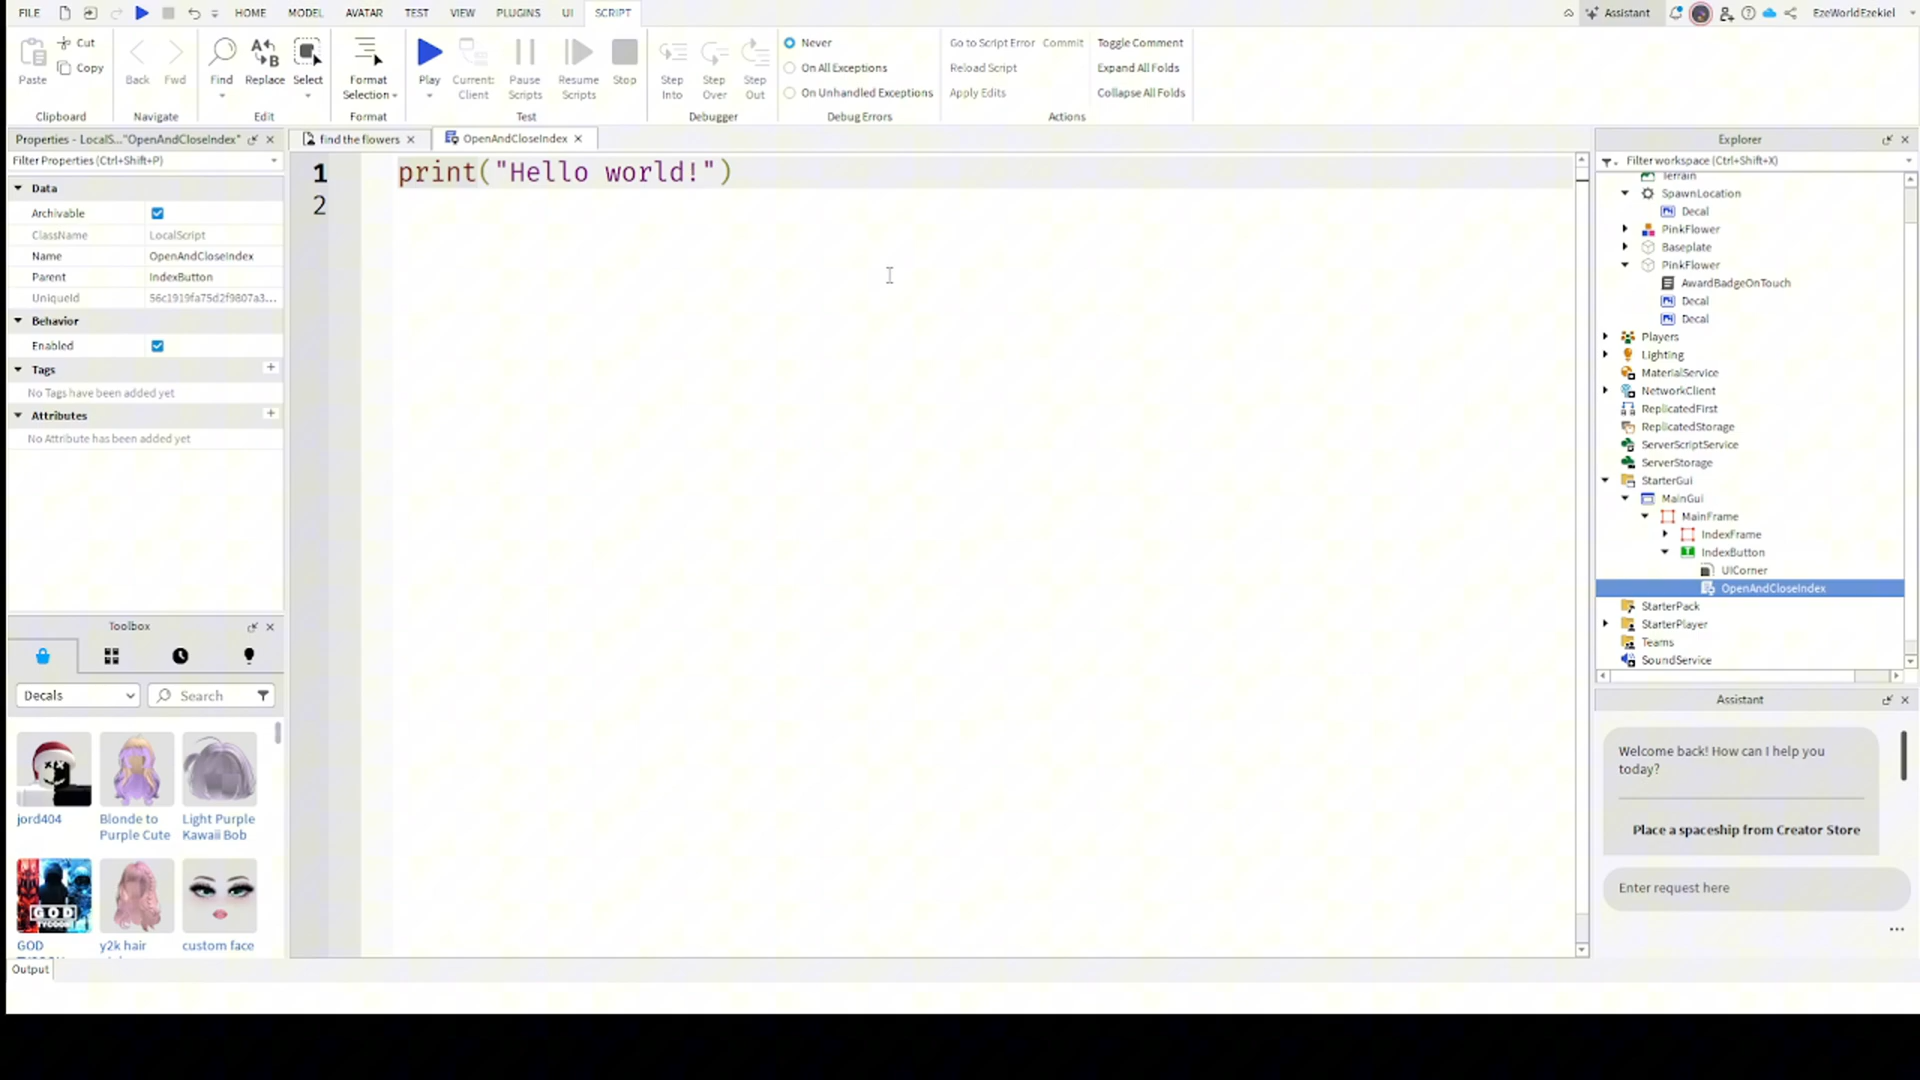 FILE HOME MODEL AVATAR TEST VIEW PLUGINS UI SCRIPT Assistant EzeWorldEzekiel
Paste Cut Copy Back Fwd Find Replace Select Format Selection Play Current: Client Pause Scripts Resume Scripts Stop Step Into Step Over Step Out
Never
On All Exceptions
On Unhandled Exceptions
Go to Script Error Commit
Reload Script
Apply Edits
Toggle Comment
Expand All Folds
Collapse All Folds
Clipboard Navigate Edit Format Test Debugger Debug Errors Actions
Properties - LocalS..."OpenAndCloseIndex"
Filter Properties (Ctrl+Shift+P)
Data
Archivable
ClassName LocalScript
Name OpenAndCloseIndex
Parent IndexButton
UniqueId 56c1919fa75d2f9807a3...
Behavior
Enabled
Tags +
No Tags have been added yet
Attributes +
No Attribute has been added yet
Toolbox
Decals Search
jord404
Blonde to
Purple Cute
Light Purple
Kawaii Bob
GOD
GOD
y2k hair
custom face
Output
find the flowers OpenAndCloseIndex
1 print("Hello world!")
2
Explorer
Filter workspace (Ctrl+Shift+X)
Terrain
SpawnLocation
Decal
PinkFlower
Baseplate
PinkFlower
AwardBadgeOnTouch
Decal
Decal
Players
Lighting
MaterialService
NetworkClient
ReplicatedFirst
ReplicatedStorage
ServerScriptService
ServerStorage
StarterGui
MainGui
MainFrame
IndexFrame
IndexButton
UICorner
OpenAndCloseIndex
StarterPack
StarterPlayer
Teams
SoundService
Assistant
Welcome back! How can I help you
today?
Place a spaceship from Creator Store
Enter request here
...